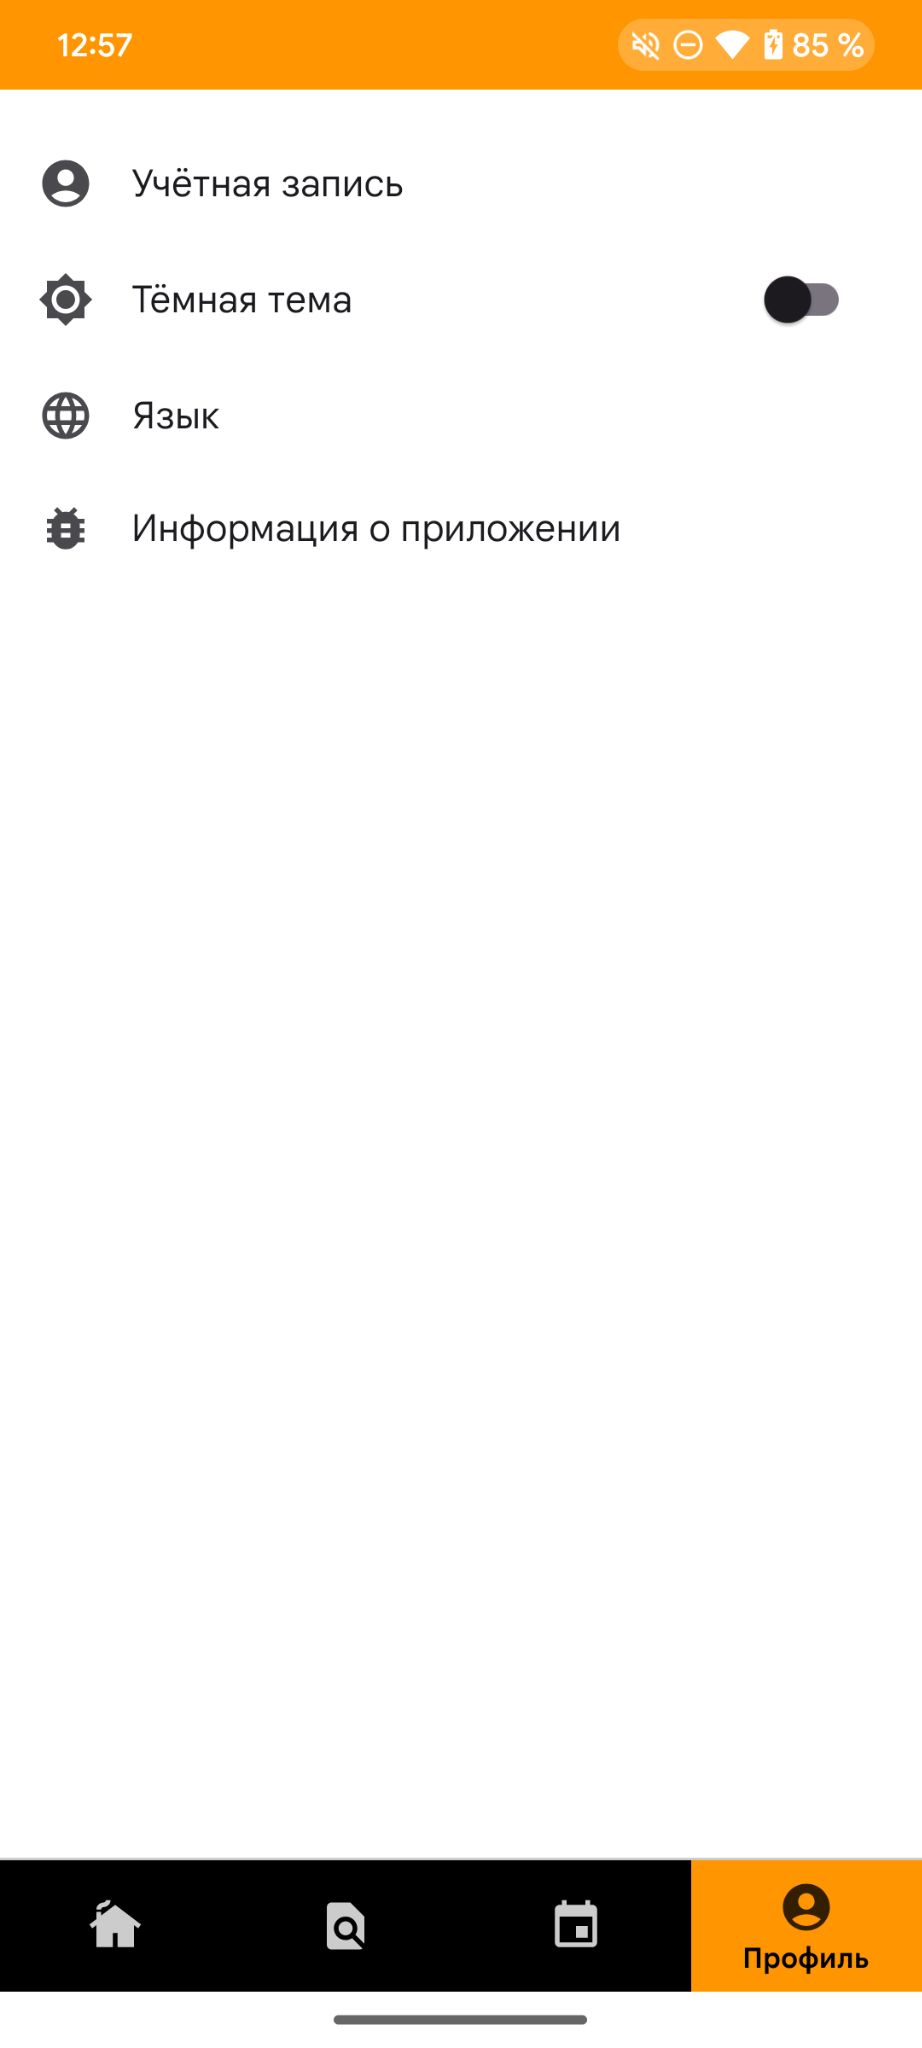 12:57
85 %
Учётная запись
Тёмная тема
Язык
Информация о приложении
Профиль